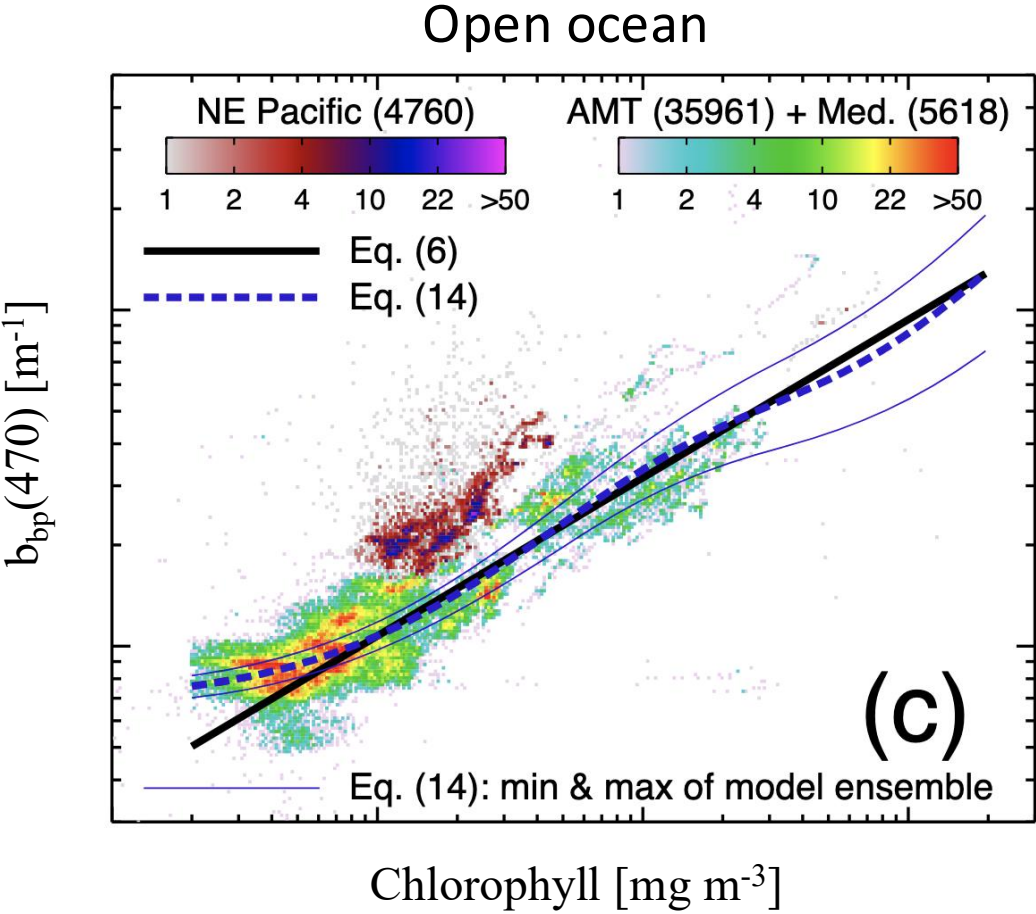 Open ocean
NE Pacific (4760)
1 2 4 10 22 >50
AMT (35961) + Med. (5618)
1 2 4 10 22 >50
Eq. (6)
Eq. (14)
b_bp(470) [m⁻¹]
(c)
Eq. (14): min & max of model ensemble
Chlorophyll [mg m⁻³]